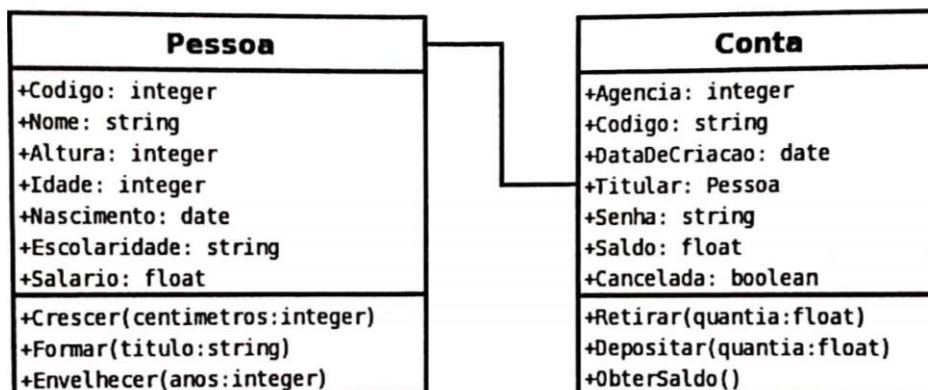 Pessoa
+Codigo: integer
+Nome: string
+Altura: integer
+Idade: integer
+Nascimento: date
+Escolaridade: string
+Salario: float
+Crescer(centimetros:integer)
+Formar(titulo:string)
+Envelhecer(anos:integer)
Conta
+Agencia: integer
+Codigo: string
+DataDeCriacao: date
+Titular: Pessoa
+Senha: string
+Saldo: float
+Cancelada: boolean
+Retirar(quantia:float)
+Depositar(quantia:float)
+ObterSaldo()